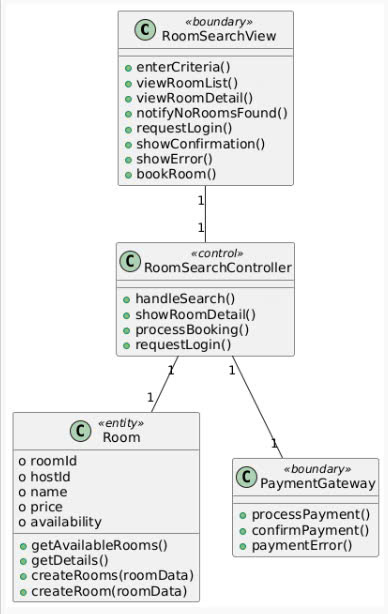 C
«boundary»
RoomSearchView
enterCriteria()
viewRoomList()
viewRoomDetail()
notifyNoRoomsFound()
requestLogin()
showConfirmation()
showError()
bookRoom()
1
1
C
«control»
RoomSearchController
handleSearch()
showRoomDetail()
processBooking()
requestLogin()
1
1
1
1
C
«entity»
Room
o roomId
o hostId
o name
o price
o availability
getAvailableRooms()
getDetails()
createRooms(roomData)
createRoom(roomData)
C
«boundary»
PaymentGateway
processPayment()
confirmPayment()
paymentError()